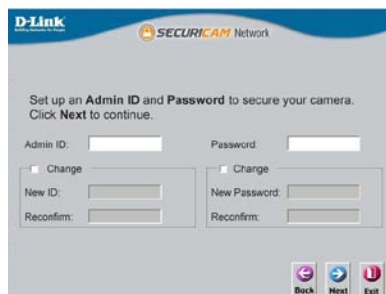 D-Link
Building Networks for People
SECURICAM Network
Set up an Admin ID and Password to secure your camera.
Click Next to continue.
Admin ID: Password:
Change Change
New ID: New Password:
Reconfirm: Reconfirm:
Back Next Exit